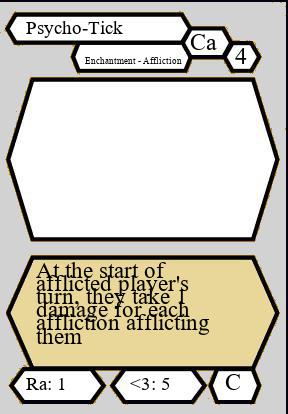 Psycho-Tick
Ca
Enchantment - Affliction
4
At the start of
afflicted player's
turn, they take 1
damage for each
affliction afflicting
them
Ra: 1
<3: 5
C